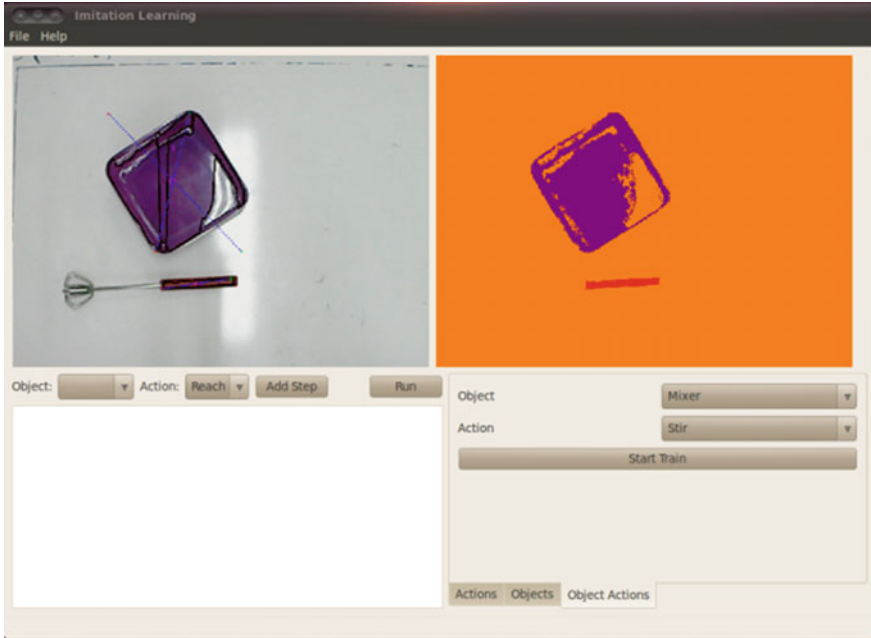 Imitation Learning
File Help
Object: Action: Reach Add Step Run
Object Mixer
Action Stir
Start Train
Actions Objects Object Actions